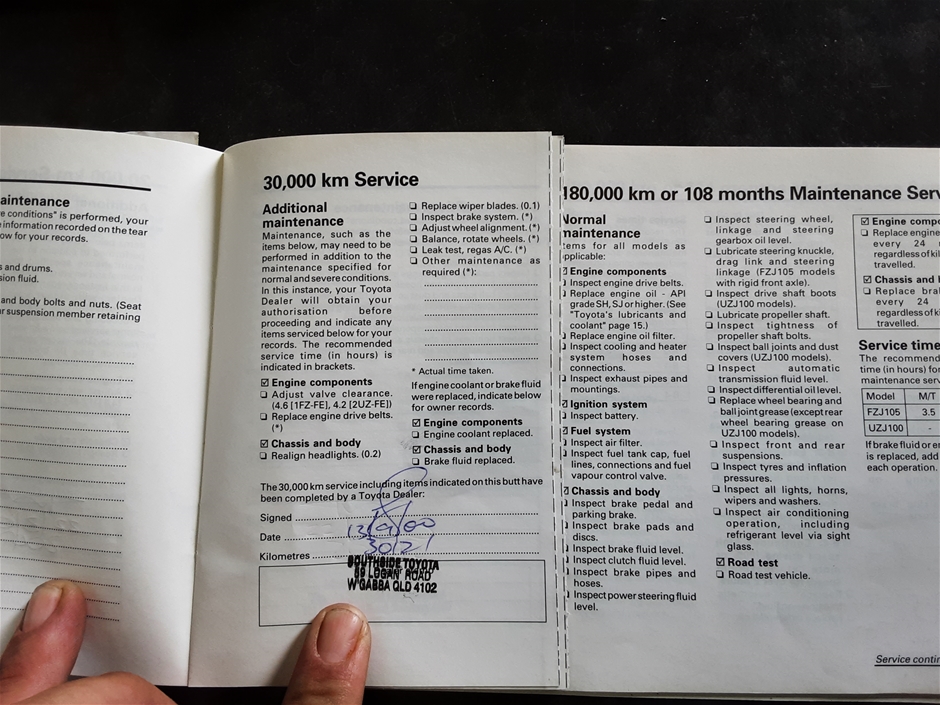 aintenance
e conditions" is performed, your
information recorded on the tear
ow for your records.
s and drums.
sion fluid.
and body bolts and nuts. (Seat
r suspension member retaining
30,000 km Service
Additional
maintenance
Maintenance, such as the
items below, may need to be
performed in addition to the
maintenance specified for
normal and severe conditions.
In this instance, your Toyota
Dealer will obtain your
authorisation before
proceeding and indicate any
items serviced below for your
records. The recommended
service time (in hours) is
indicated in brackets.
☑ Engine components
❑ Adjust valve clearance.
(4.6 [1FZ-FE], 4.2 [2UZ-FE])
❑ Replace engine drive belts.
(*)
☑ Chassis and body
❑ Realign headlights. (0.2)
❑ Replace wiper blades. (0.1)
❑ Inspect brake system. (*)
❑ Adjust wheel alignment. (*)
❑ Balance, rotate wheels. (*)
❑ Leak test, regas A/C. (*)
❑ Other maintenance as
required (*):
* Actual time taken.
If engine coolant or brake fluid
were replaced, indicate below
for owner records.
☑ Engine components
❑ Engine coolant replaced.
☑ Chassis and body
❑ Brake fluid replaced.
The 30,000 km service including items indicated on this butt have
been completed by a Toyota Dealer:
Signed
Date 13/9/00
Kilometres 30121
SOUTHSIDE TOYOTA
LOGAN ROAD
W'GABBA QLD 4102
180,000 km or 108 months Maintenance Serv
Normal
maintenance
tems for all models as
pplicable:
Engine components
Inspect engine drive belts.
Replace engine oil - API
grade SH, SJ or higher. (See
"Toyota's lubricants and
coolant" page 15.)
Replace engine oil filter.
Inspect cooling and heater
system hoses and
connections.
Inspect exhaust pipes and
mountings.
Ignition system
Inspect battery.
Fuel system
Inspect air filter.
Inspect fuel tank cap, fuel
lines, connections and fuel
vapour control valve.
Chassis and body
Inspect brake pedal and
parking brake.
Inspect brake pads and
discs.
Inspect brake fluid level.
Inspect clutch fluid level.
Inspect brake pipes and
hoses.
Inspect power steering fluid
level.
❑ Inspect steering wheel,
linkage and steering
gearbox oil level.
❑ Lubricate steering knuckle,
drag link and steering
linkage (FZJ105 models
with rigid front axle).
❑ Inspect drive shaft boots
(UZJ100 models).
❑ Lubricate propeller shaft.
❑ Inspect tightness of
propeller shaft bolts.
❑ Inspect ball joints and dust
covers (UZJ100 models).
❑ Inspect automatic
transmission fluid level.
❑ Inspect differential oil level.
❑ Replace wheel bearing and
ball joint grease (except rear
wheel bearing grease on
UZJ100 models).
❑ Inspect front and rear
suspensions.
❑ Inspect tyres and inflation
pressures.
❑ Inspect all lights, horns,
wipers and washers.
❑ Inspect air conditioning
operation, including
refrigerant level via sight
glass.
☑ Road test
❑ Road test vehicle.
☑ Engine compo
❑ Replace engine
every 24 m
regardless of k
travelled.
☑ Chassis and b
❑ Replace bral
every 24 m
regardless of k
travelled.
Service time
The recommend
time (in hours) for
maintenance serv
Model M/T
FZJ105 3.5
UZJ100 -
If brake fluid or en
is replaced, add
each operation.
Service contin